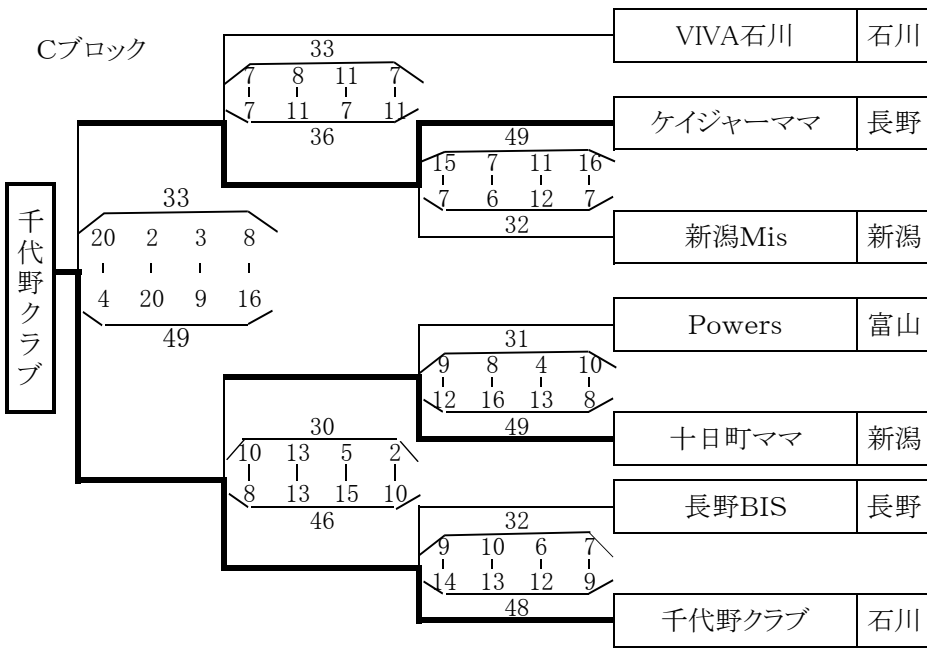 Cブロック
VIVA石川 石川
33
7 8 11 7
7 11 7 11
36
ケイジャーママ 長野
49
15 7 11 16
7 6 12 7
32
新潟Mis 新潟
千代野クラブ
33
20 2 3 8
4 20 9 16
49
Powers 富山
31
9 8 4 10
12 16 13 8
49
十日町ママ 新潟
30
10 13 5 2
8 13 15 10
46
長野BIS 長野
32
9 10 6 7
14 13 12 9
48
千代野クラブ 石川